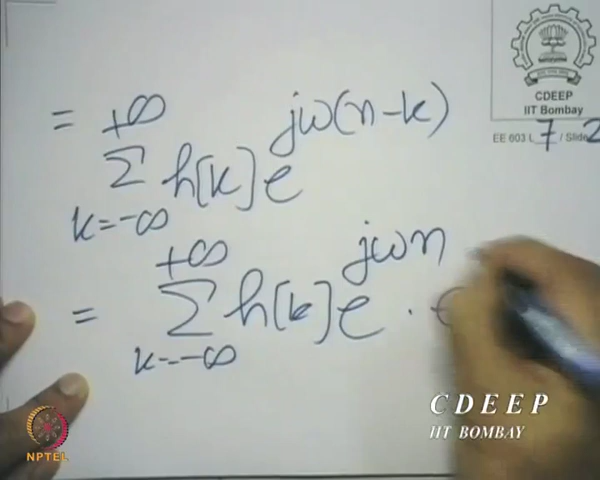 CDEEP
IIT Bombay
EE 603 L 7 / Slide 2
= +∞ Σ k=-∞ h[k] e^{jω(n-k)}
= +∞ Σ k=-∞ h[k] e^{jωn} · e
CDEEP
IIT BOMBAY
NPTEL